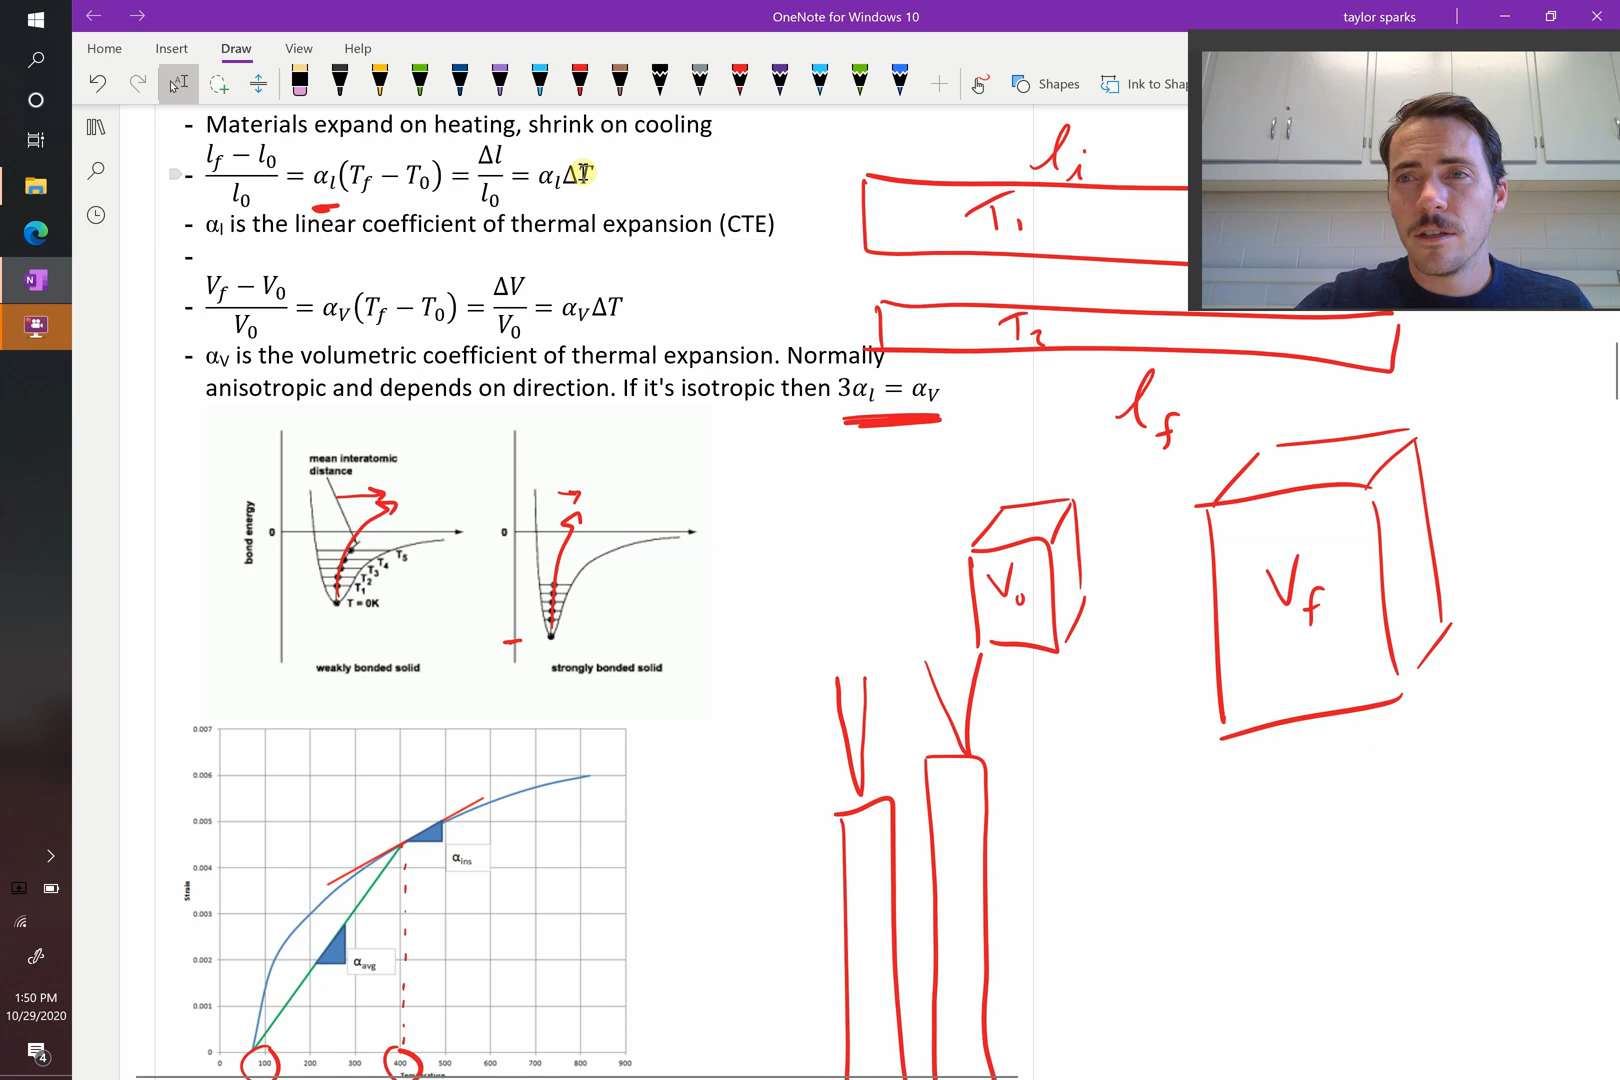 OneNote for Windows 10
taylor sparks
Home Insert Draw View Help
Shapes
Ink to Shap
- Materials expand on heating, shrink on cooling
- (l_f − l_0)/l_0 = α_l(T_f − T_0) = Δl/l_0 = α_lΔT
- α_l is the linear coefficient of thermal expansion (CTE)
-
- (V_f − V_0)/V_0 = α_V(T_f − T_0) = ΔV/V_0 = α_VΔT
- α_V is the volumetric coefficient of thermal expansion. Normally
anisotropic and depends on direction. If it's isotropic then 3α_l = α_V
l_i
T_1
T_2
l_f
V_0
V_f
mean interatomic
distance
bond energy
0
T_5
T_4
T_3
T_2
T_1
T = 0K
weakly bonded solid
0
strongly bonded solid
0.007
0.006
0.005
0.004
0.003
0.002
0.001
0
Strain
α_ins
α_avg
0 100 200 300 400 500 600 700 800 900
Temperature
1:50 PM
10/29/2020
4